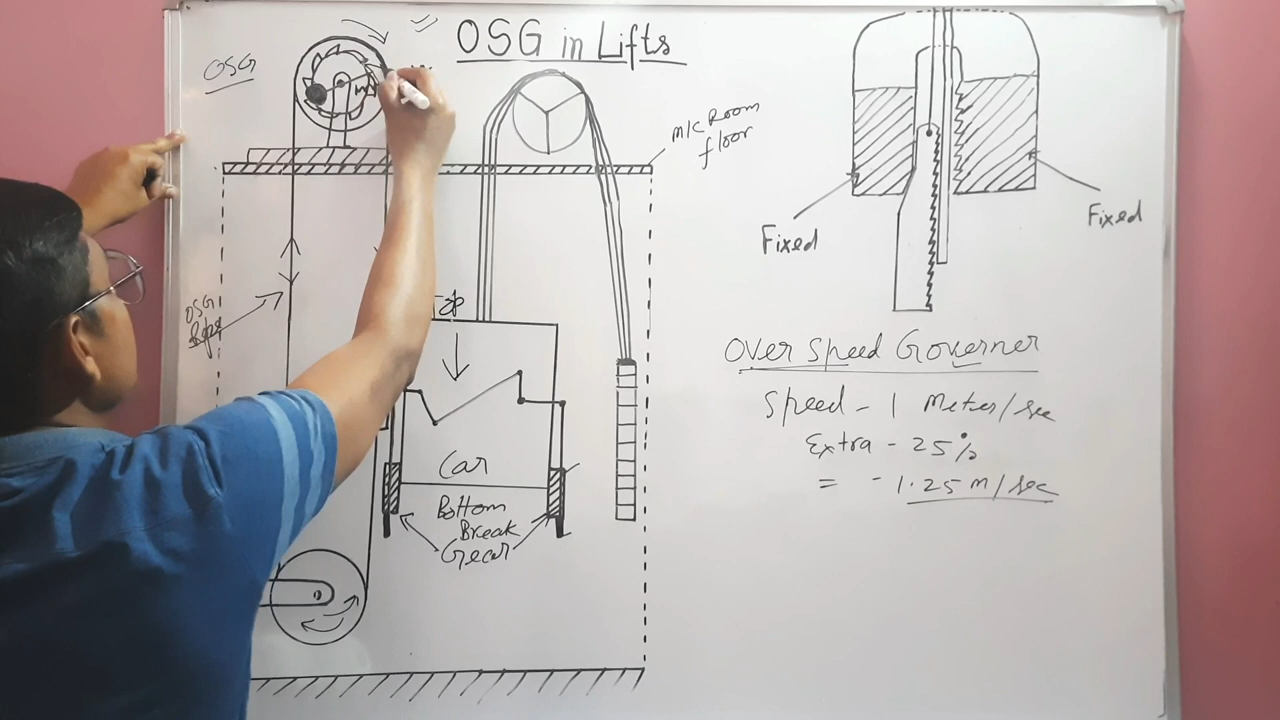 OSG in Lifts
OSG
M/C Room
floor
Fixed
Fixed
OSG
Rope
Car
Bottom
Break
Gear
Over Speed Governer
Speed - 1 Meter/sec
Extra - 25%
= - 1.25 m/sec